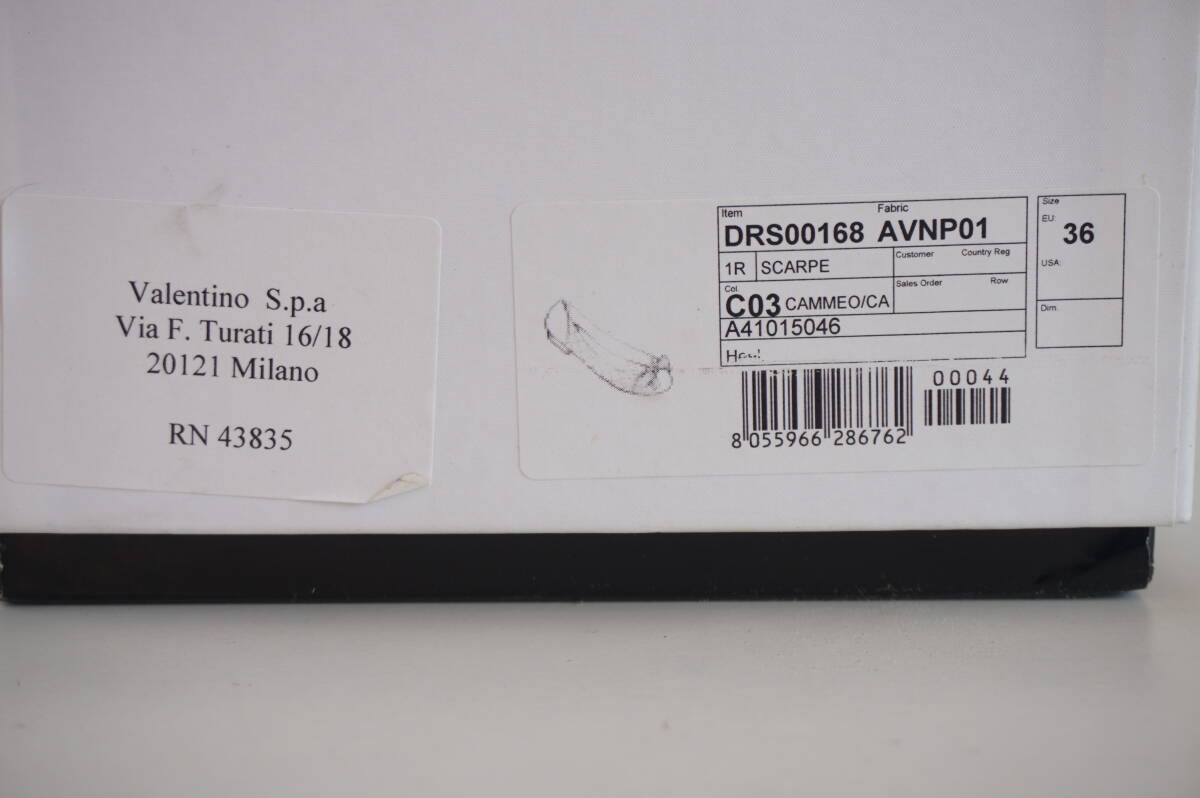 Valentino S.p.a
Via F. Turati 16/18
20121 Milano
RN 43835
Item Fabric
DRS00168 AVNP01
1R SCARPE
Customer Country Reg
Col. Sales Order Row
C03 CAMMEO/CA
A41015046
Size
EU: 36
USA:
Dim.
00044
8 055966 286762